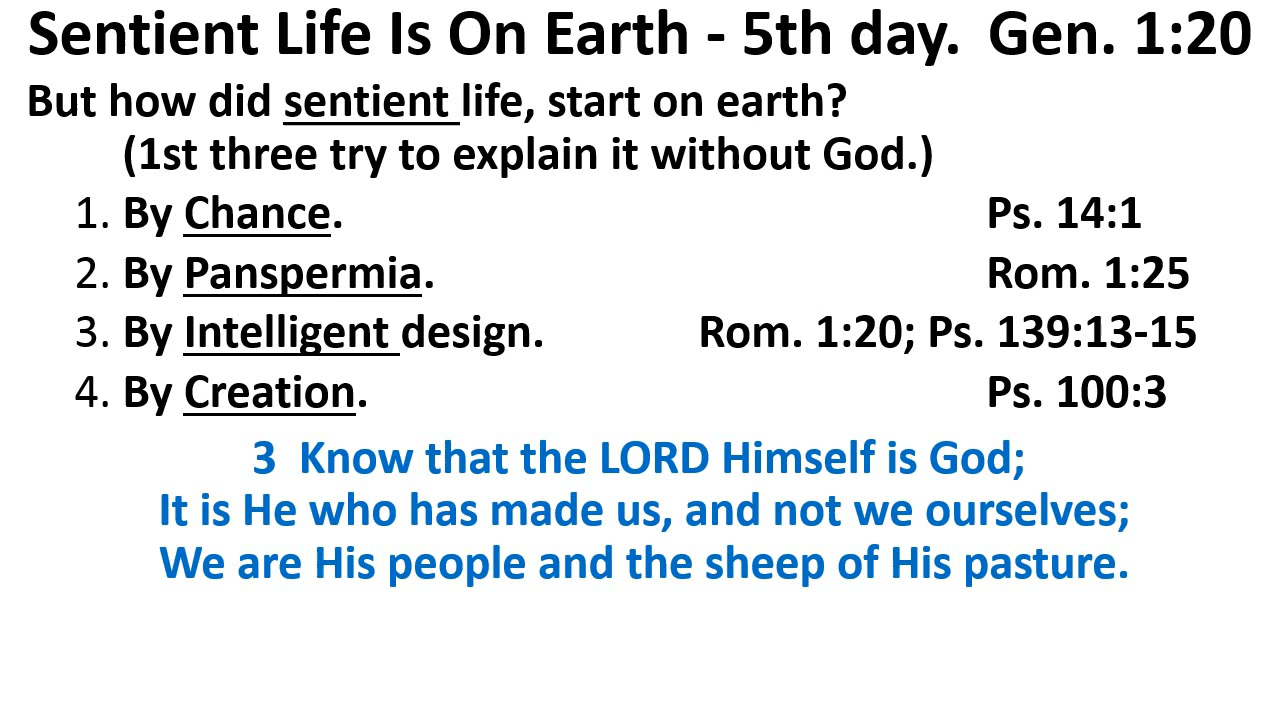 Sentient Life Is On Earth - 5th day.  Gen. 1:20
But how did sentient life, start on earth?
(1st three try to explain it without God.)
1. By Chance. Ps. 14:1
2. By Panspermia. Rom. 1:25
3. By Intelligent design. Rom. 1:20; Ps. 139:13-15
4. By Creation. Ps. 100:3
3  Know that the LORD Himself is God;
It is He who has made us, and not we ourselves;
We are His people and the sheep of His pasture.